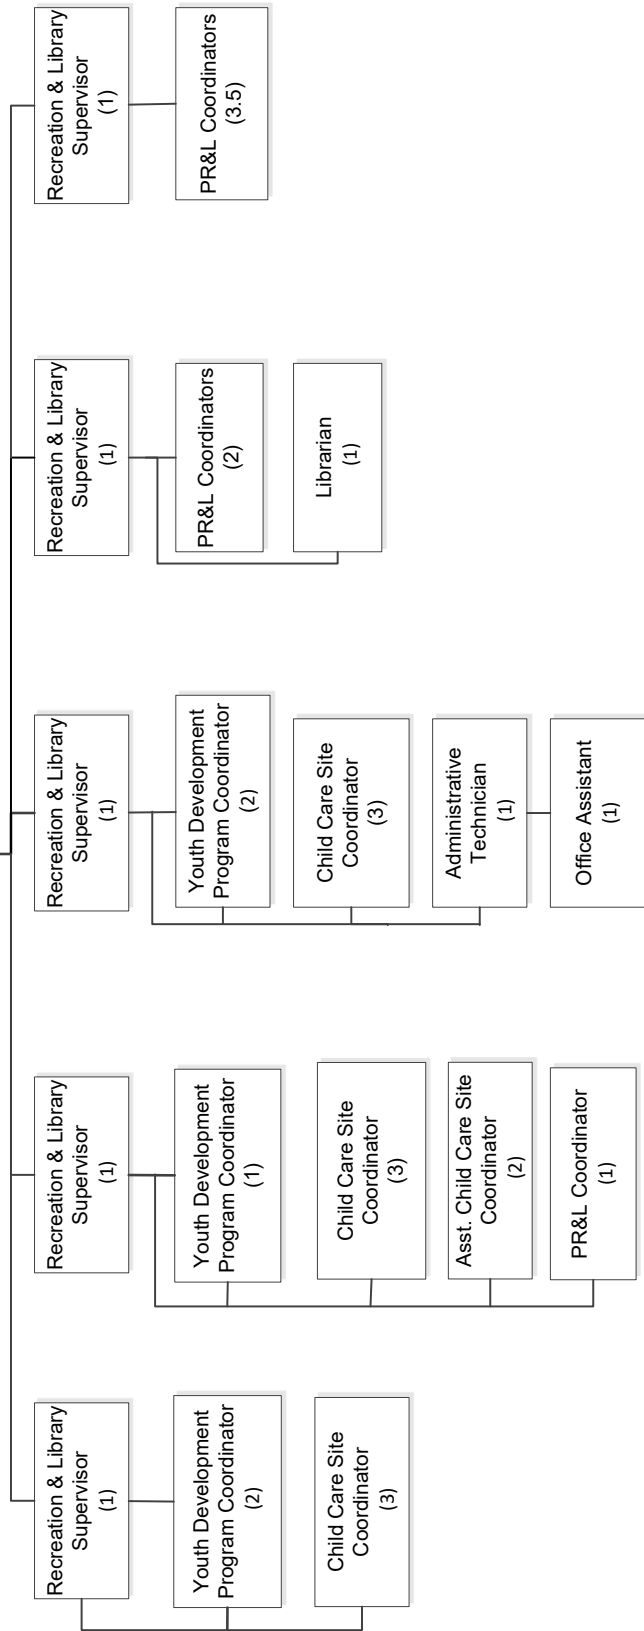 Recreation & Library
Supervisor
(1)
Youth Development
Program Coordinator
(2)
Child Care Site
Coordinator
(3)
Recreation & Library
Supervisor
(1)
Youth Development
Program Coordinator
(1)
Child Care Site
Coordinator
(3)
Asst. Child Care Site
Coordinator
(2)
PR&L Coordinator
(1)
Recreation & Library
Supervisor
(1)
Youth Development
Program Coordinator
(2)
Child Care Site
Coordinator
(3)
Administrative
Technician
(1)
Office Assistant
(1)
Recreation & Library
Supervisor
(1)
PR&L Coordinators
(2)
Librarian
(1)
Recreation & Library
Supervisor
(1)
PR&L Coordinators
(3.5)